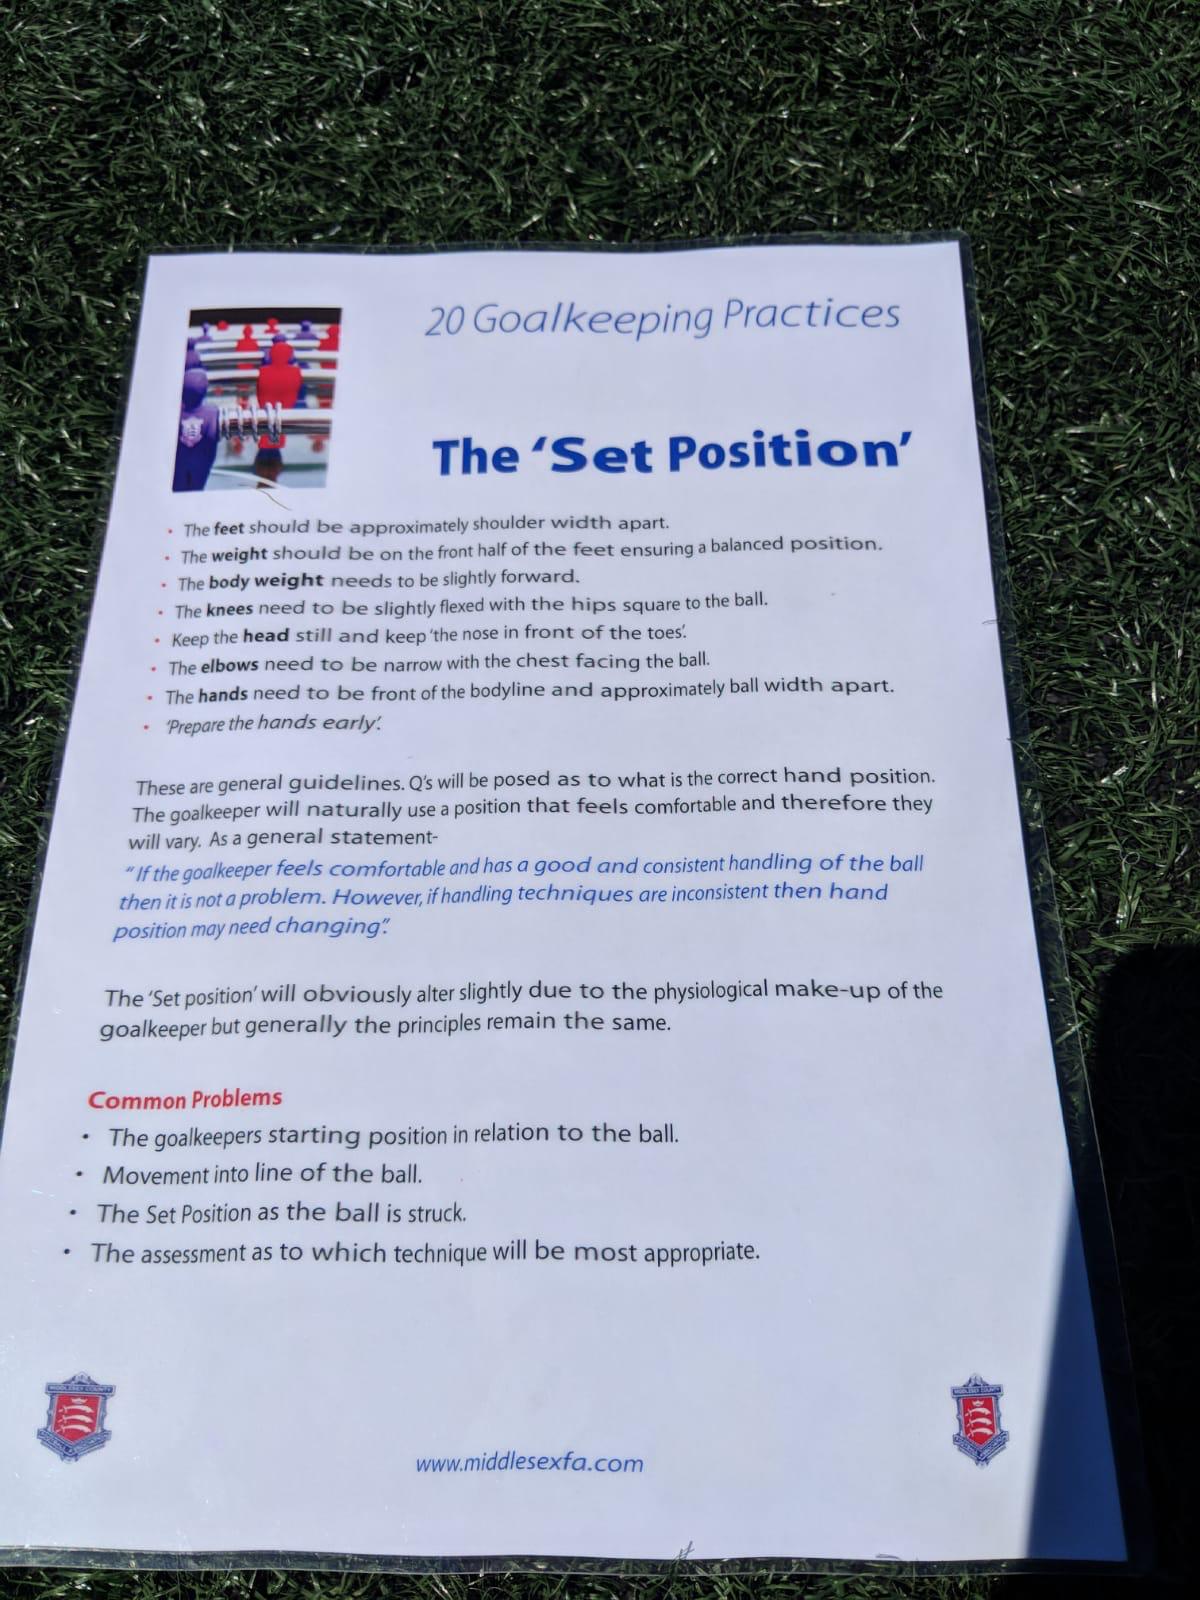 20 Goalkeeping Practices
The ‘Set Position’
• The feet should be approximately shoulder width apart.
• The weight should be on the front half of the feet ensuring a balanced position.
• The body weight needs to be slightly forward.
• The knees need to be slightly flexed with the hips square to the ball.
• Keep the head still and keep ‘the nose in front of the toes’.
• The elbows need to be narrow with the chest facing the ball.
• The hands need to be front of the bodyline and approximately ball width apart.
• ‘Prepare the hands early’.
These are general guidelines. Q’s will be posed as to what is the correct hand position.
The goalkeeper will naturally use a position that feels comfortable and therefore they
will vary. As a general statement-
“If the goalkeeper feels comfortable and has a good and consistent handling of the ball
then it is not a problem. However, if handling techniques are inconsistent then hand
position may need changing”.
The ‘Set position’ will obviously alter slightly due to the physiological make-up of the
goalkeeper but generally the principles remain the same.
Common Problems
• The goalkeepers starting position in relation to the ball.
• Movement into line of the ball.
• The Set Position as the ball is struck.
• The assessment as to which technique will be most appropriate.
MIDDLESEX COUNTY
FOOTBALL ASSOCIATION
MIDDLESEX COUNTY
FOOTBALL ASSOCIATION
www.middlesexfa.com